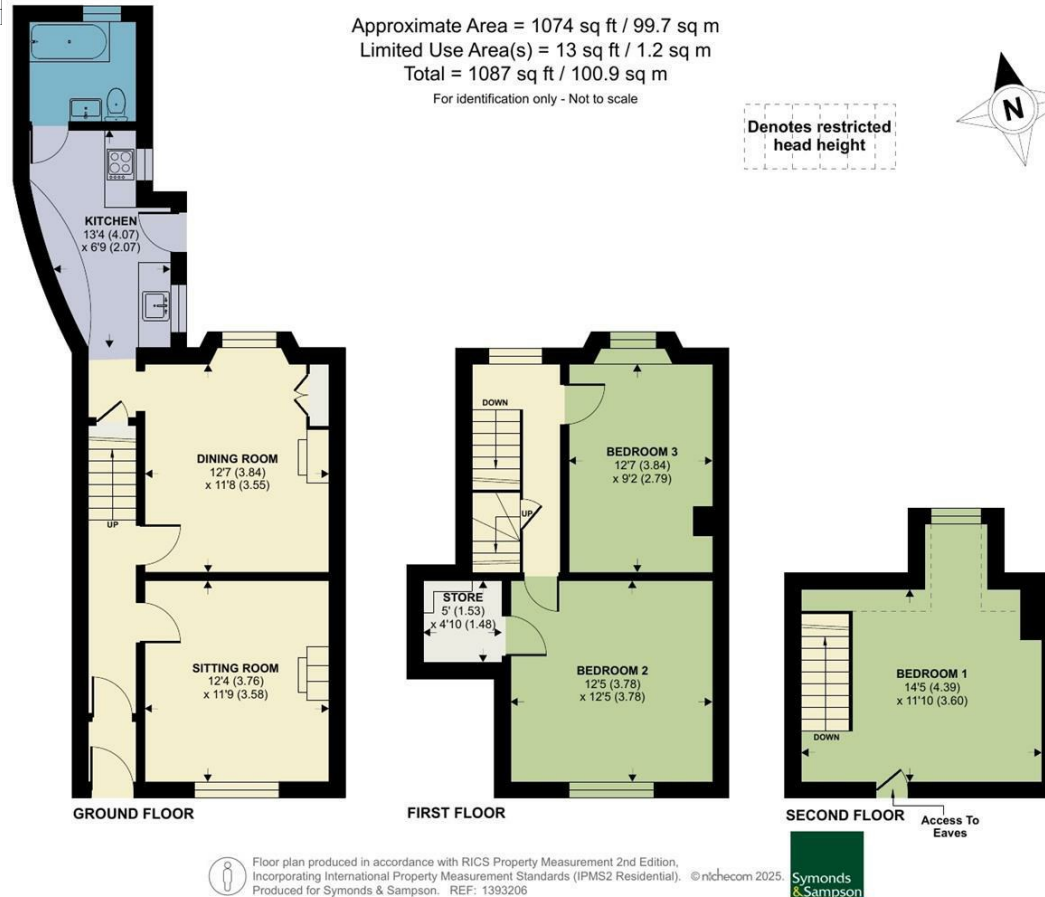 Approximate Area = 1074 sq ft / 99.7 sq m
Limited Use Area(s) = 13 sq ft / 1.2 sq m
Total = 1087 sq ft / 100.9 sq m
For identification only - Not to scale
Denotes restricted
head height
N
KITCHEN
13'4 (4.07)
x 6'9 (2.07)
DINING ROOM
12'7 (3.84)
x 11'8 (3.55)
UP
SITTING ROOM
12'4 (3.76)
x 11'9 (3.58)
GROUND FLOOR
DOWN
BEDROOM 3
12'7 (3.84)
x 9'2 (2.79)
UP
STORE
5' (1.53)
x 4'10 (1.48)
BEDROOM 2
12'5 (3.78)
x 12'5 (3.78)
FIRST FLOOR
BEDROOM 1
14'5 (4.39)
x 11'10 (3.60)
DOWN
SECOND FLOOR
Access To
Eaves
Floor plan produced in accordance with RICS Property Measurement 2nd Edition,
Incorporating International Property Measurement Standards (IPMS2 Residential). ©nichecom 2025.
Produced for Symonds & Sampson. REF: 1393206
Symonds
&Sampson